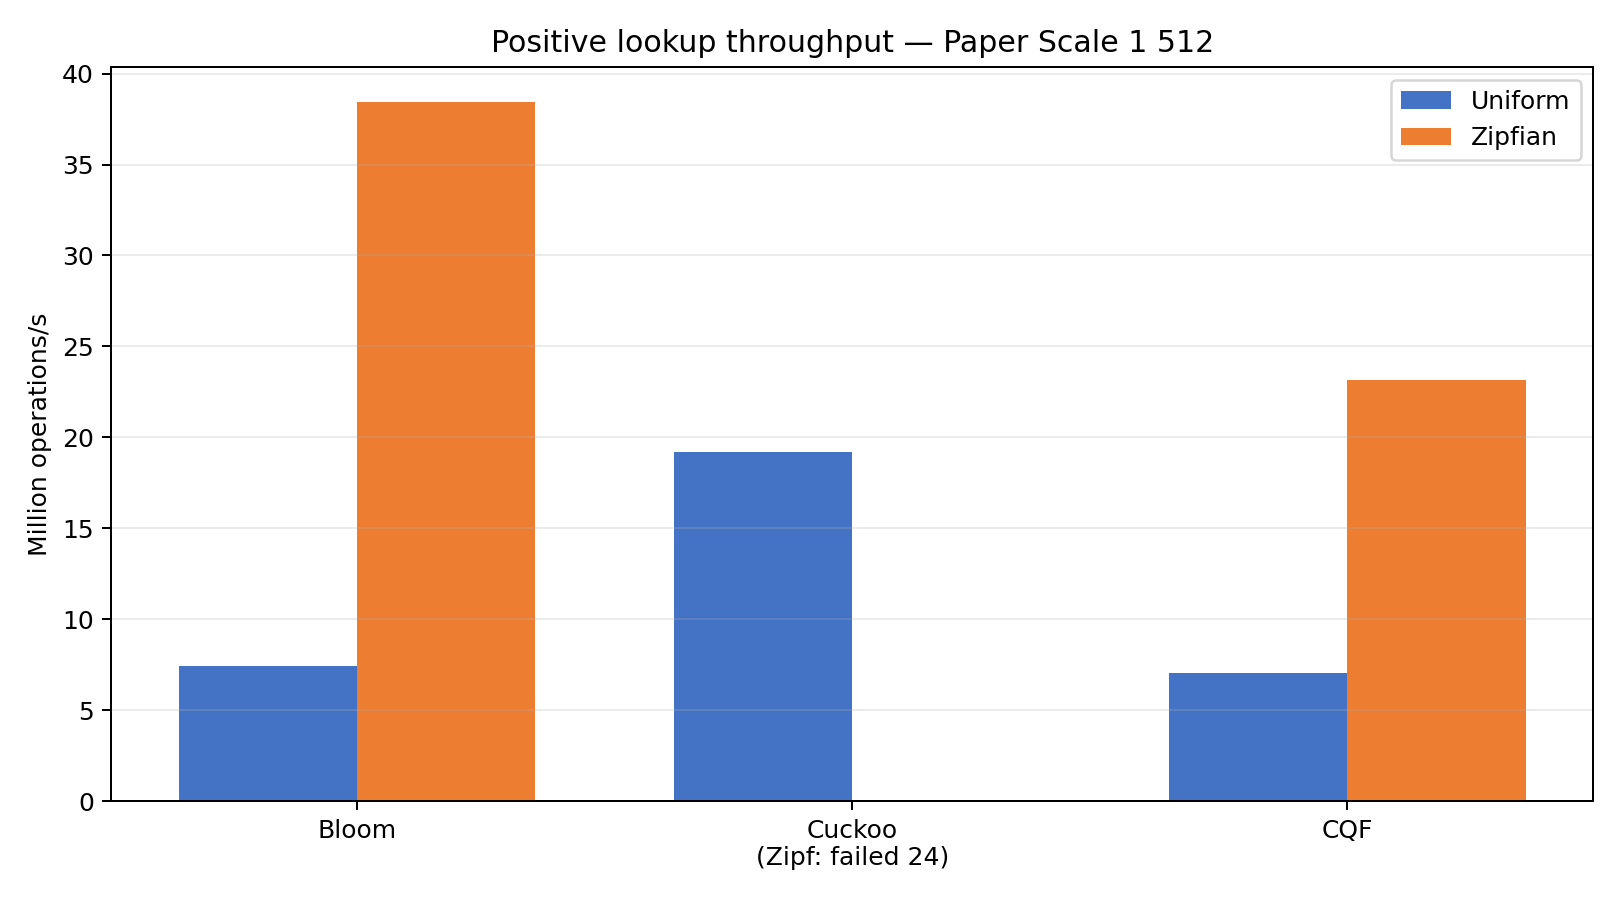 Positive lookup throughput — Paper Scale 1 512
Million operations/s
40
35
30
25
20
15
10
5
0
Uniform
Zipfian
Bloom
Cuckoo
(Zipf: failed 24)
CQF